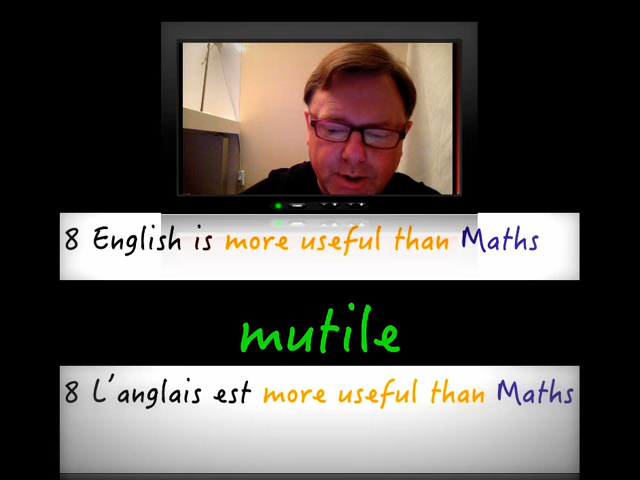 8 English is more useful than Maths
mutile
8 L'anglais est more useful than Maths